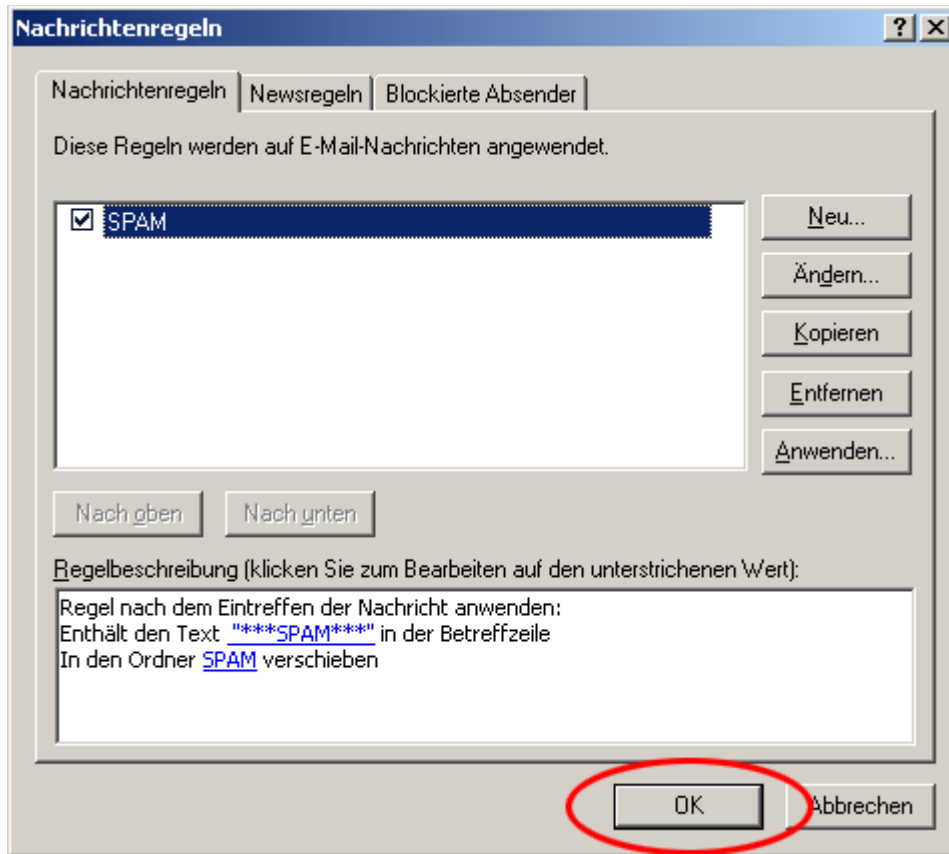 Nachrichtenregeln
Nachrichtenregeln Newsregeln Blockierte Absender
Diese Regeln werden auf E-Mail-Nachrichten angewendet.
SPAM
Neu...
Ändern...
Kopieren
Entfernen
Anwenden...
Nach oben Nach unten
Regelbeschreibung (klicken Sie zum Bearbeiten auf den unterstrichenen Wert):
Regel nach dem Eintreffen der Nachricht anwenden:
Enthält den Text "***SPAM***" in der Betreffzeile
In den Ordner SPAM verschieben
OK Abbrechen